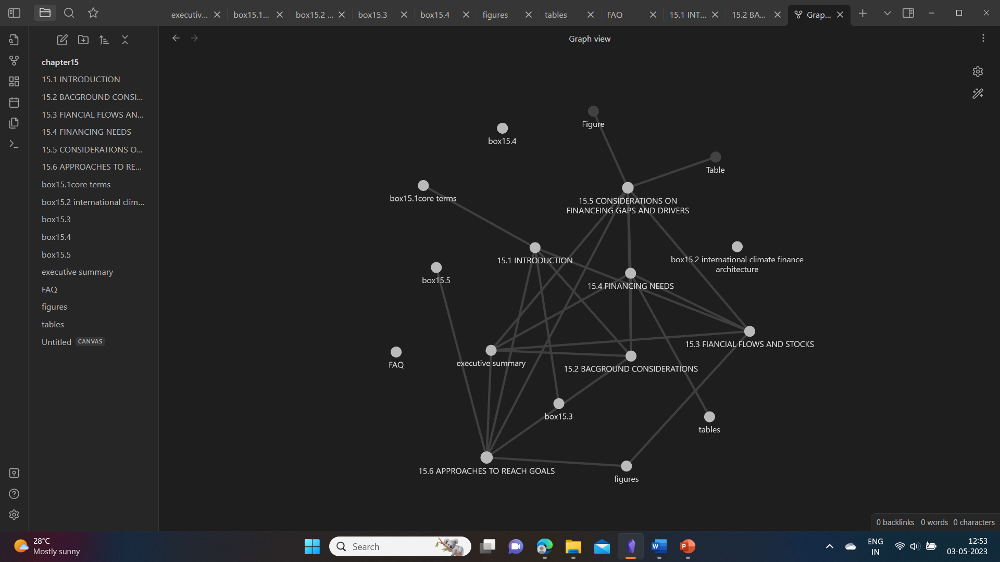 executiv...
box15.1...
box15.2 ...
box15.3
box15.4
figures
tables
FAQ
15.1 INT...
15.2 BA...
Grap...
Graph view
chapter15
15.1 INTRODUCTION
15.2 BACGROUND CONSI...
15.3 FIANCIAL FLOWS AN...
15.4 FINANCING NEEDS
15.5 CONSIDERATIONS O...
15.6 APPROACHES TO RE...
box15.1core terms
box15.2 international clim...
box15.3
box15.4
box15.5
executive summary
FAQ
figures
tables
Untitled CANVAS
Figure
box15.4
Table
box15.1core terms
15.5 CONSIDERATIONS ON
FINANCEING GAPS AND DRIVERS
15.1 INTRODUCTION
box15.2 international climate finance
architecture
box15.5
15.4 FINANCING NEEDS
15.3 FIANCIAL FLOWS AND STOCKS
FAQ
executive summary
15.2 BACGROUND CONSIDERATIONS
box15.3
tables
15.6 APPROACHES TO REACH GOALS
figures
0 backlinks 0 words 0 characters
28°C
Mostly sunny
Search
W
P
ENG
IN
12:53
03-05-2023